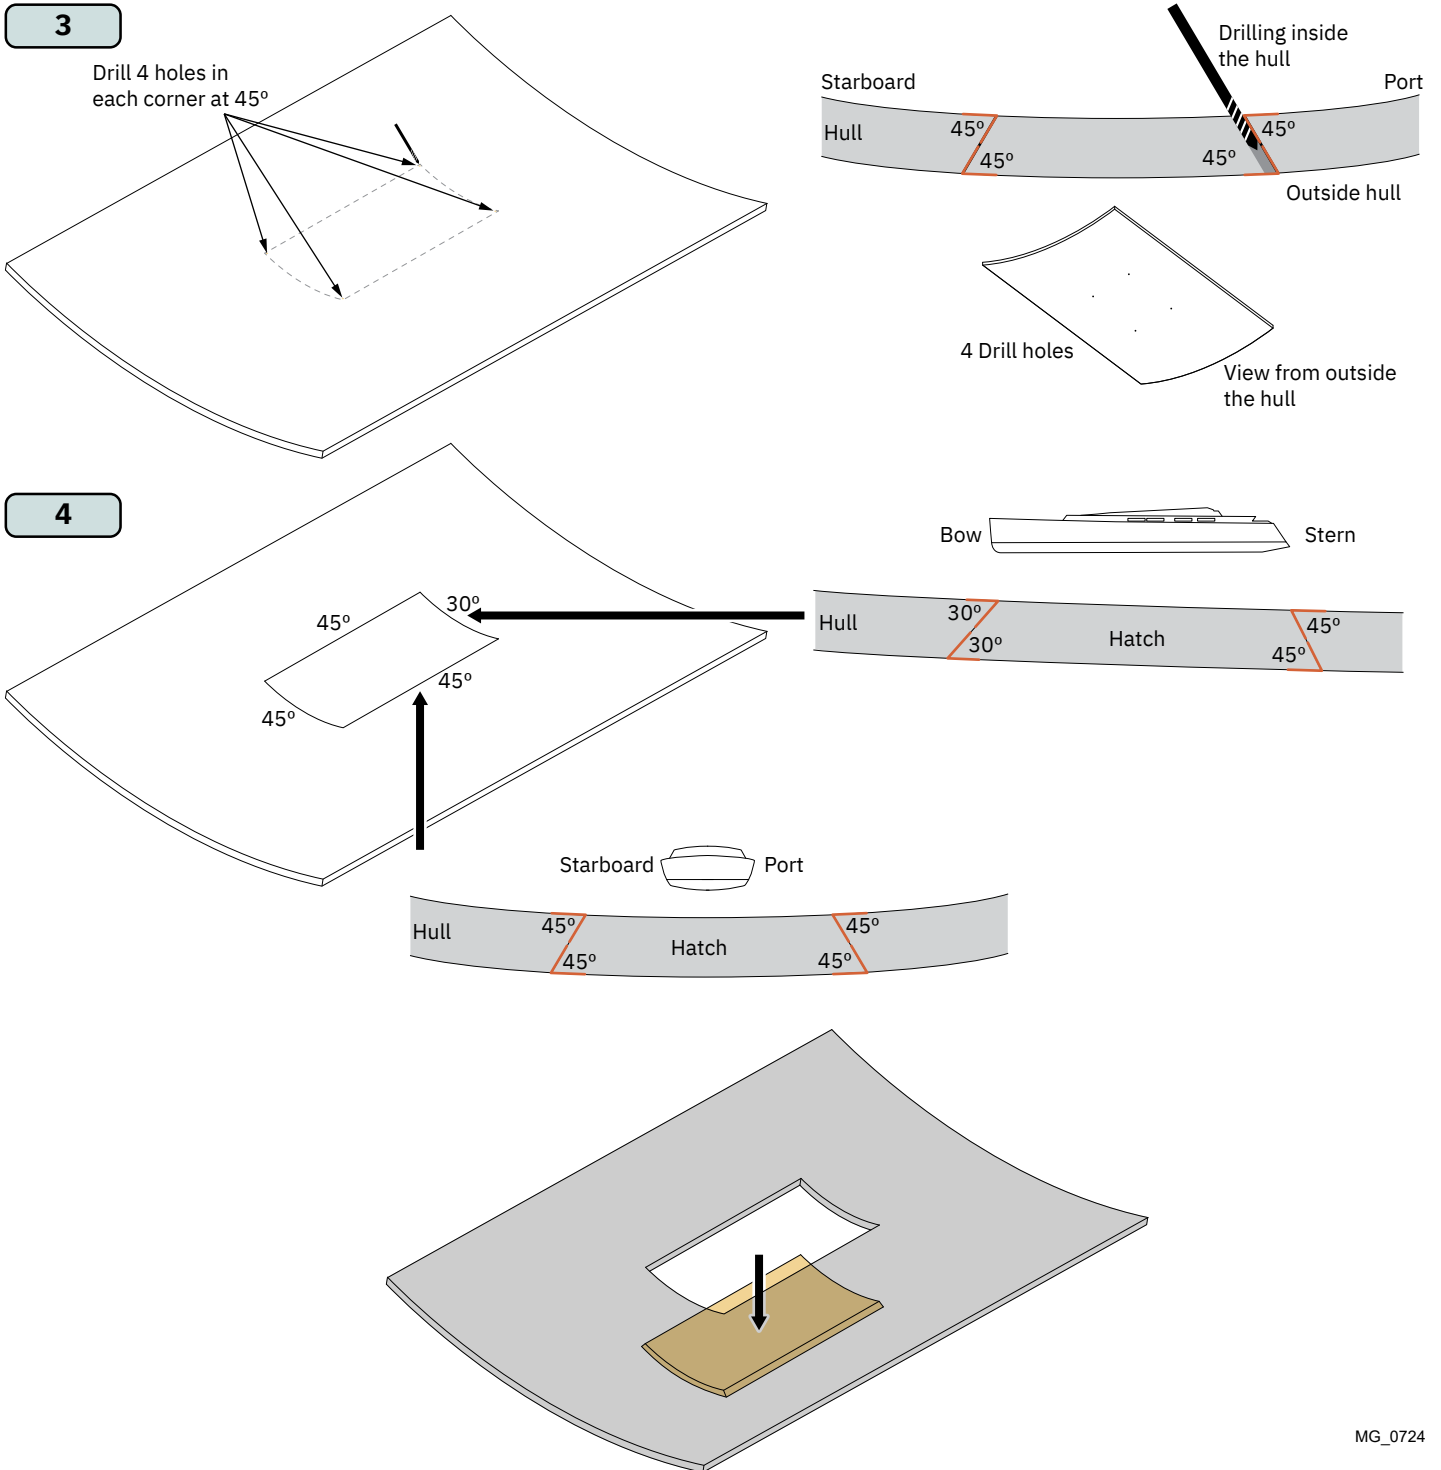 3
Drill 4 holes in
each corner at 45º
Drilling inside
the hull
Starboard
Port
Hull
45º
45º
45º
45º
Outside hull
4 Drill holes
View from outside
the hull
4
Bow
Stern
45º
30º
45º
45º
Hull
30º
30º
Hatch
45º
45º
Starboard
Port
Hull
45º
45º
Hatch
45º
45º
MG_0724